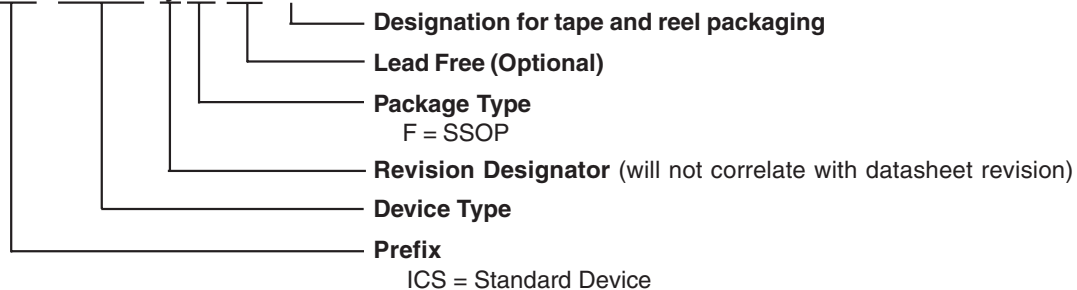 Designation for tape and reel packaging
Lead Free (Optional)
Package Type
F = SSOP
Revision Designator (will not correlate with datasheet revision)
Device Type
Prefix
ICS = Standard Device